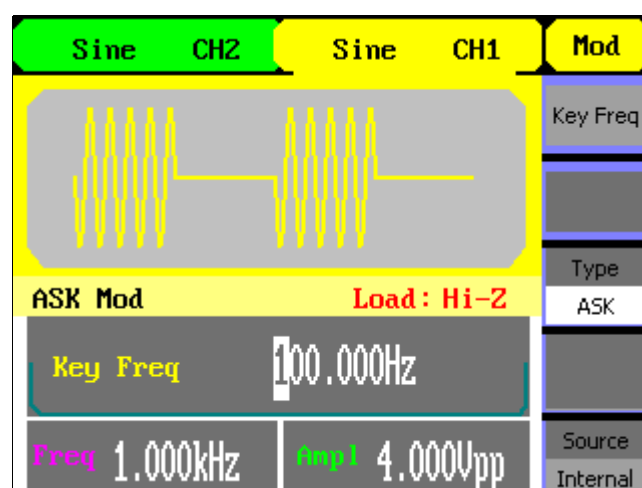 Sine CH2 Sine CH1 Mod
Key Freq
Type
ASK Mod Load: Hi-Z ASK
Key Freq 100.000Hz
Source
Freq 1.000kHz Ampl 4.000Vpp Internal